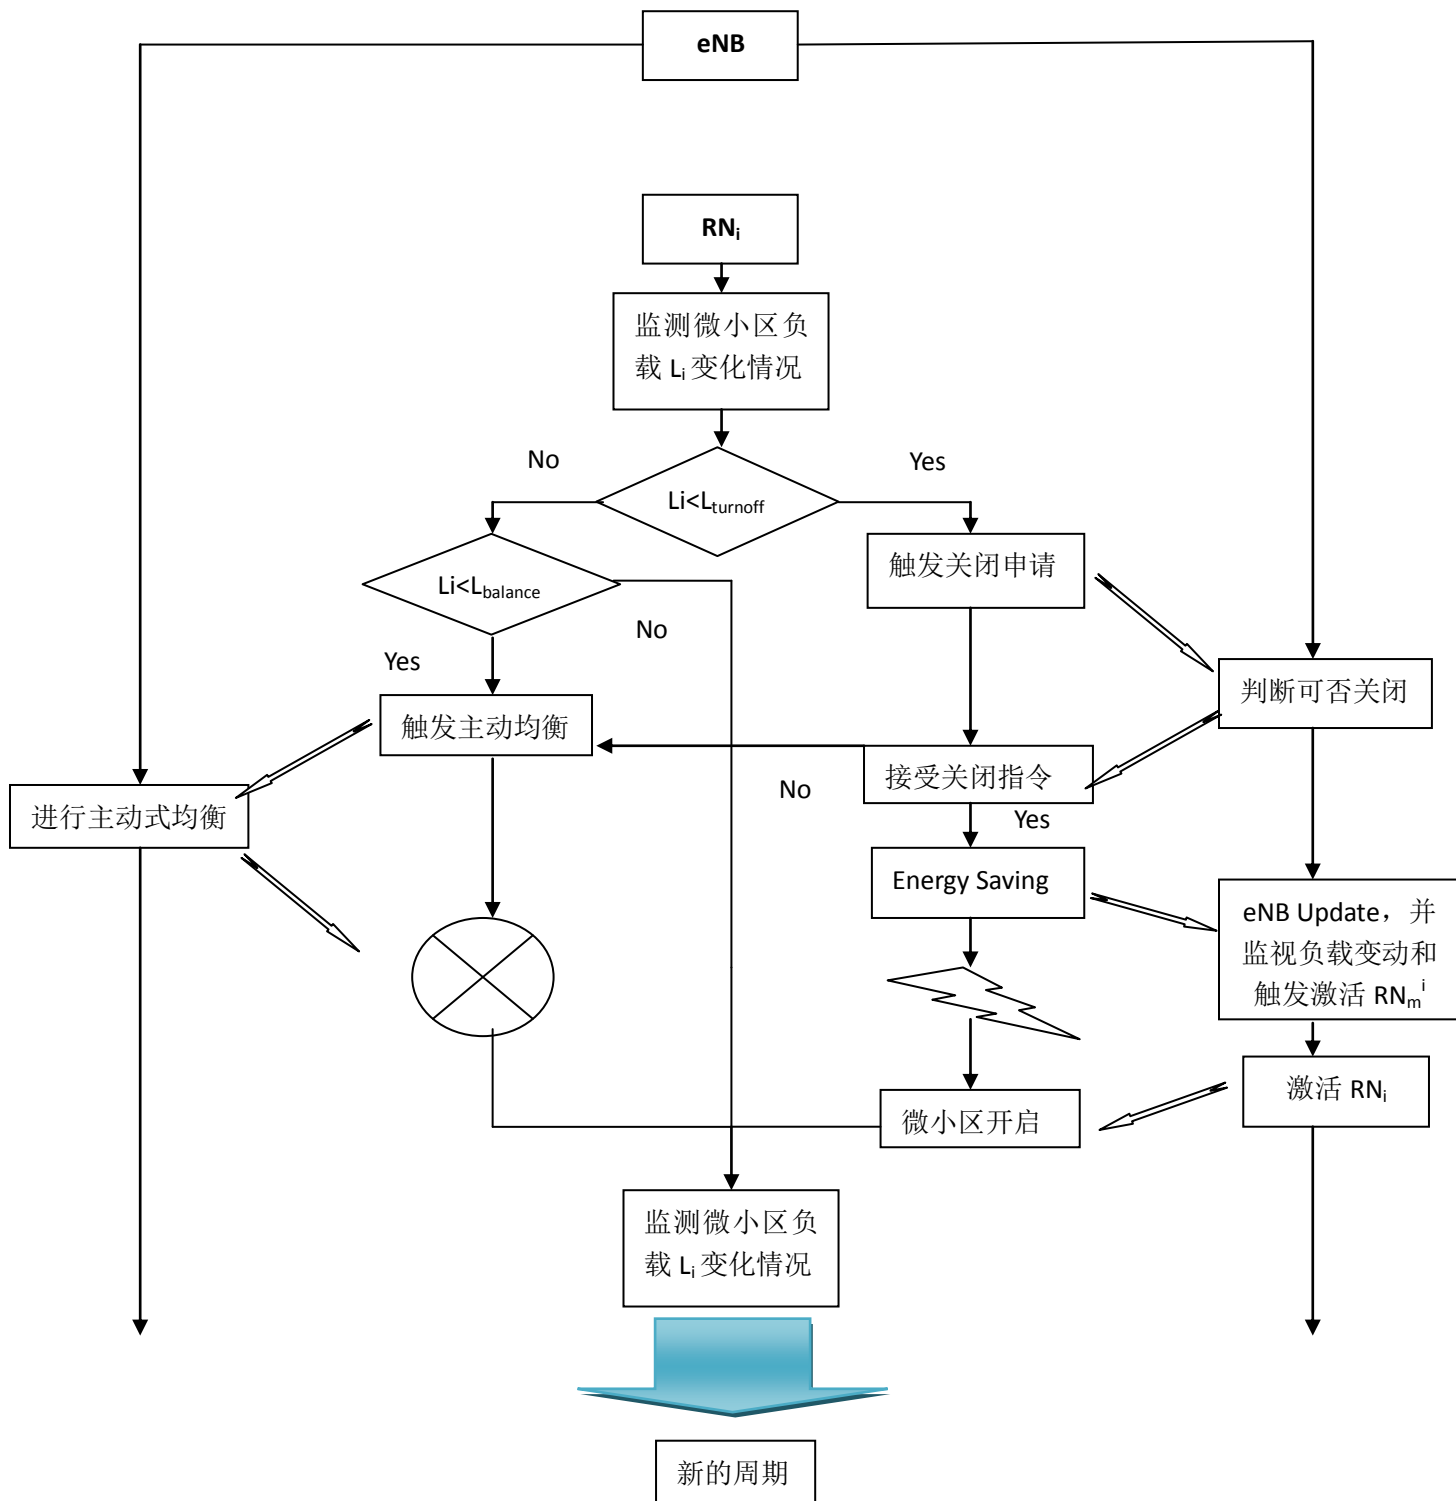 eNB
RNi
监测微小区负
载 Li 变化情况
No
Yes
Li<Lturnoff
触发关闭申请
Li<Lbalance
No
Yes
判断可否关闭
触发主动均衡
接受关闭指令
No
进行主动式均衡
Yes
Energy Saving
eNB Update，并
监视负载变动和
触发激活 RNmi
激活 RNi
微小区开启
监测微小区负
载 Li 变化情况
新的周期